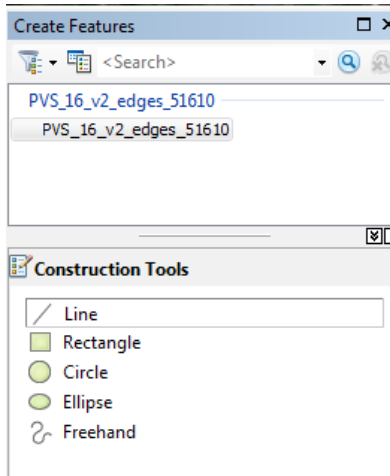 Create Features
<Search>
PVS_16_v2_edges_51610
PVS_16_v2_edges_51610
Construction Tools
Line
Rectangle
Circle
Ellipse
Freehand